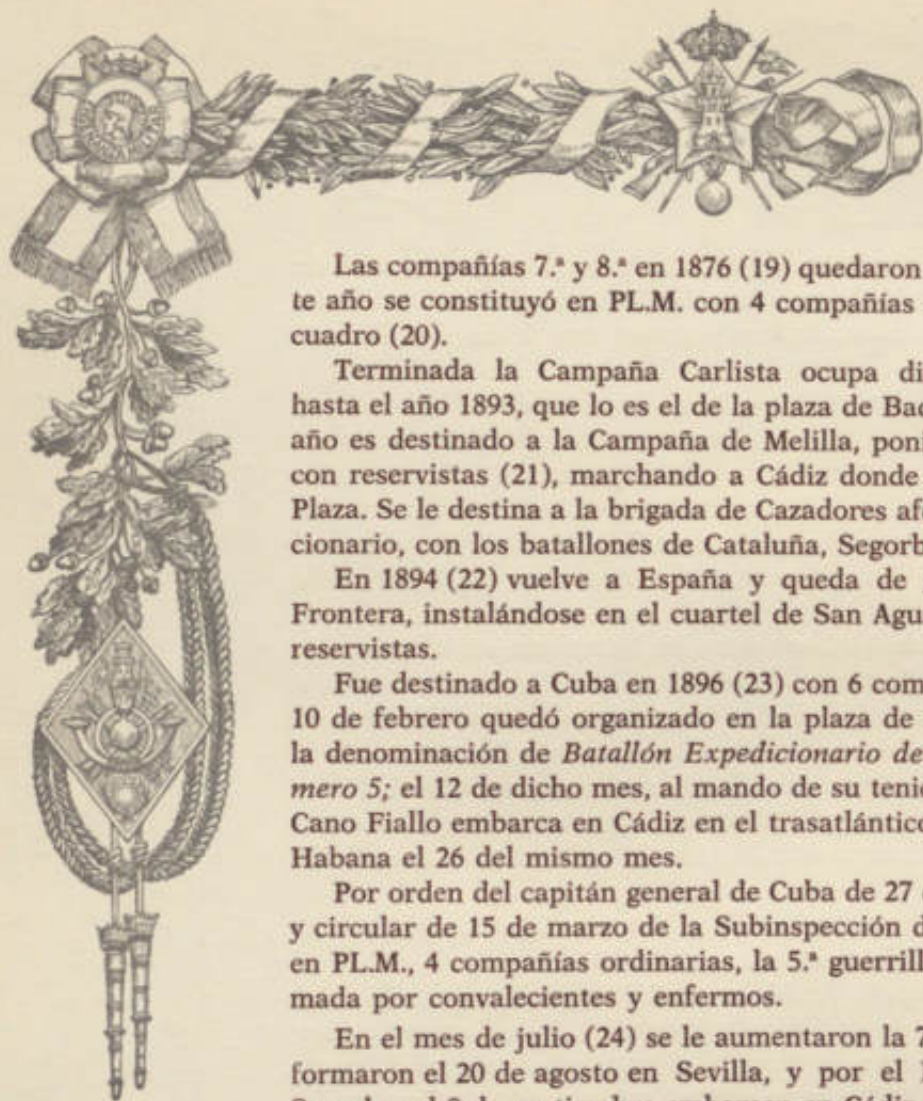 Las compañías 7.ª y 8.ª en 1876 (19) quedaron
te año se constituyó en PL.M. con 4 compañías
cuadro (20).
Terminada la Campaña Carlista ocupa di
hasta el año 1893, que lo es el de la plaza de Bad
año es destinado a la Campaña de Melilla, pon
con reservistas (21), marchando a Cádiz donde
Plaza. Se le destina a la brigada de Cazadores af
cionario, con los batallones de Cataluña, Segorb
En 1894 (22) vuelve a España y queda de
Frontera, instalándose en el cuartel de San Agu
reservistas.
Fue destinado a Cuba en 1896 (23) con 6 com
10 de febrero quedó organizado en la plaza de
la denominación de Batallón Expedicionario de
mero 5; el 12 de dicho mes, al mando de su teni
Cano Fiallo embarca en Cádiz en el trasatlántico
Habana el 26 del mismo mes.
Por orden del capitán general de Cuba de 27
y circular de 15 de marzo de la Subinspección d
en PL.M., 4 compañías ordinarias, la 5.ª guerrill
mada por convalecientes y enfermos.
En el mes de julio (24) se le aumentaron la 7
formaron el 20 de agosto en Sevilla, y por el